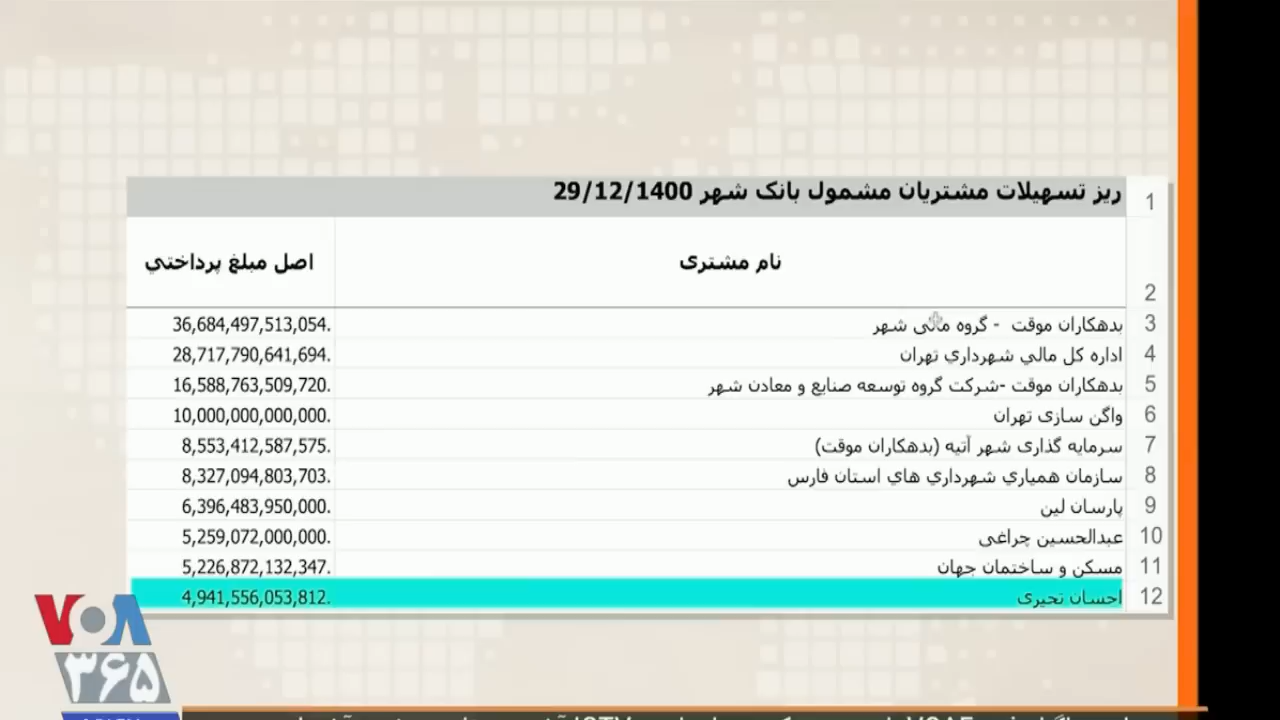 ریز تسهیلات مشتریان مشمول بانک شهر 29/12/1400 1
نام مشتری اصل مبلغ پرداختي 2
3 بدهکاران موقت - گروه مالی شهر 36,684,497,513,054.
4 اداره کل مالي شهرداري تهران 28,717,790,641,694.
5 بدهکاران موقت -شرکت گروه توسعه صنایع و معادن شهر 16,588,763,509,720.
6 واگن سازی تهران 10,000,000,000,000.
7 سرمایه گذاری شهر آتیه (بدهکاران موقت) 8,553,412,587,575.
8 سازمان همیاري شهرداري هاي استان فارس 8,327,094,803,703.
9 پارسان لین 6,396,483,950,000.
10 عبدالحسین چراغی 5,259,072,000,000.
11 مسکن و ساختمان جهان 5,226,872,132,347.
12 احسان تحیری 4,941,556,053,812.
VOA
۳۶۵